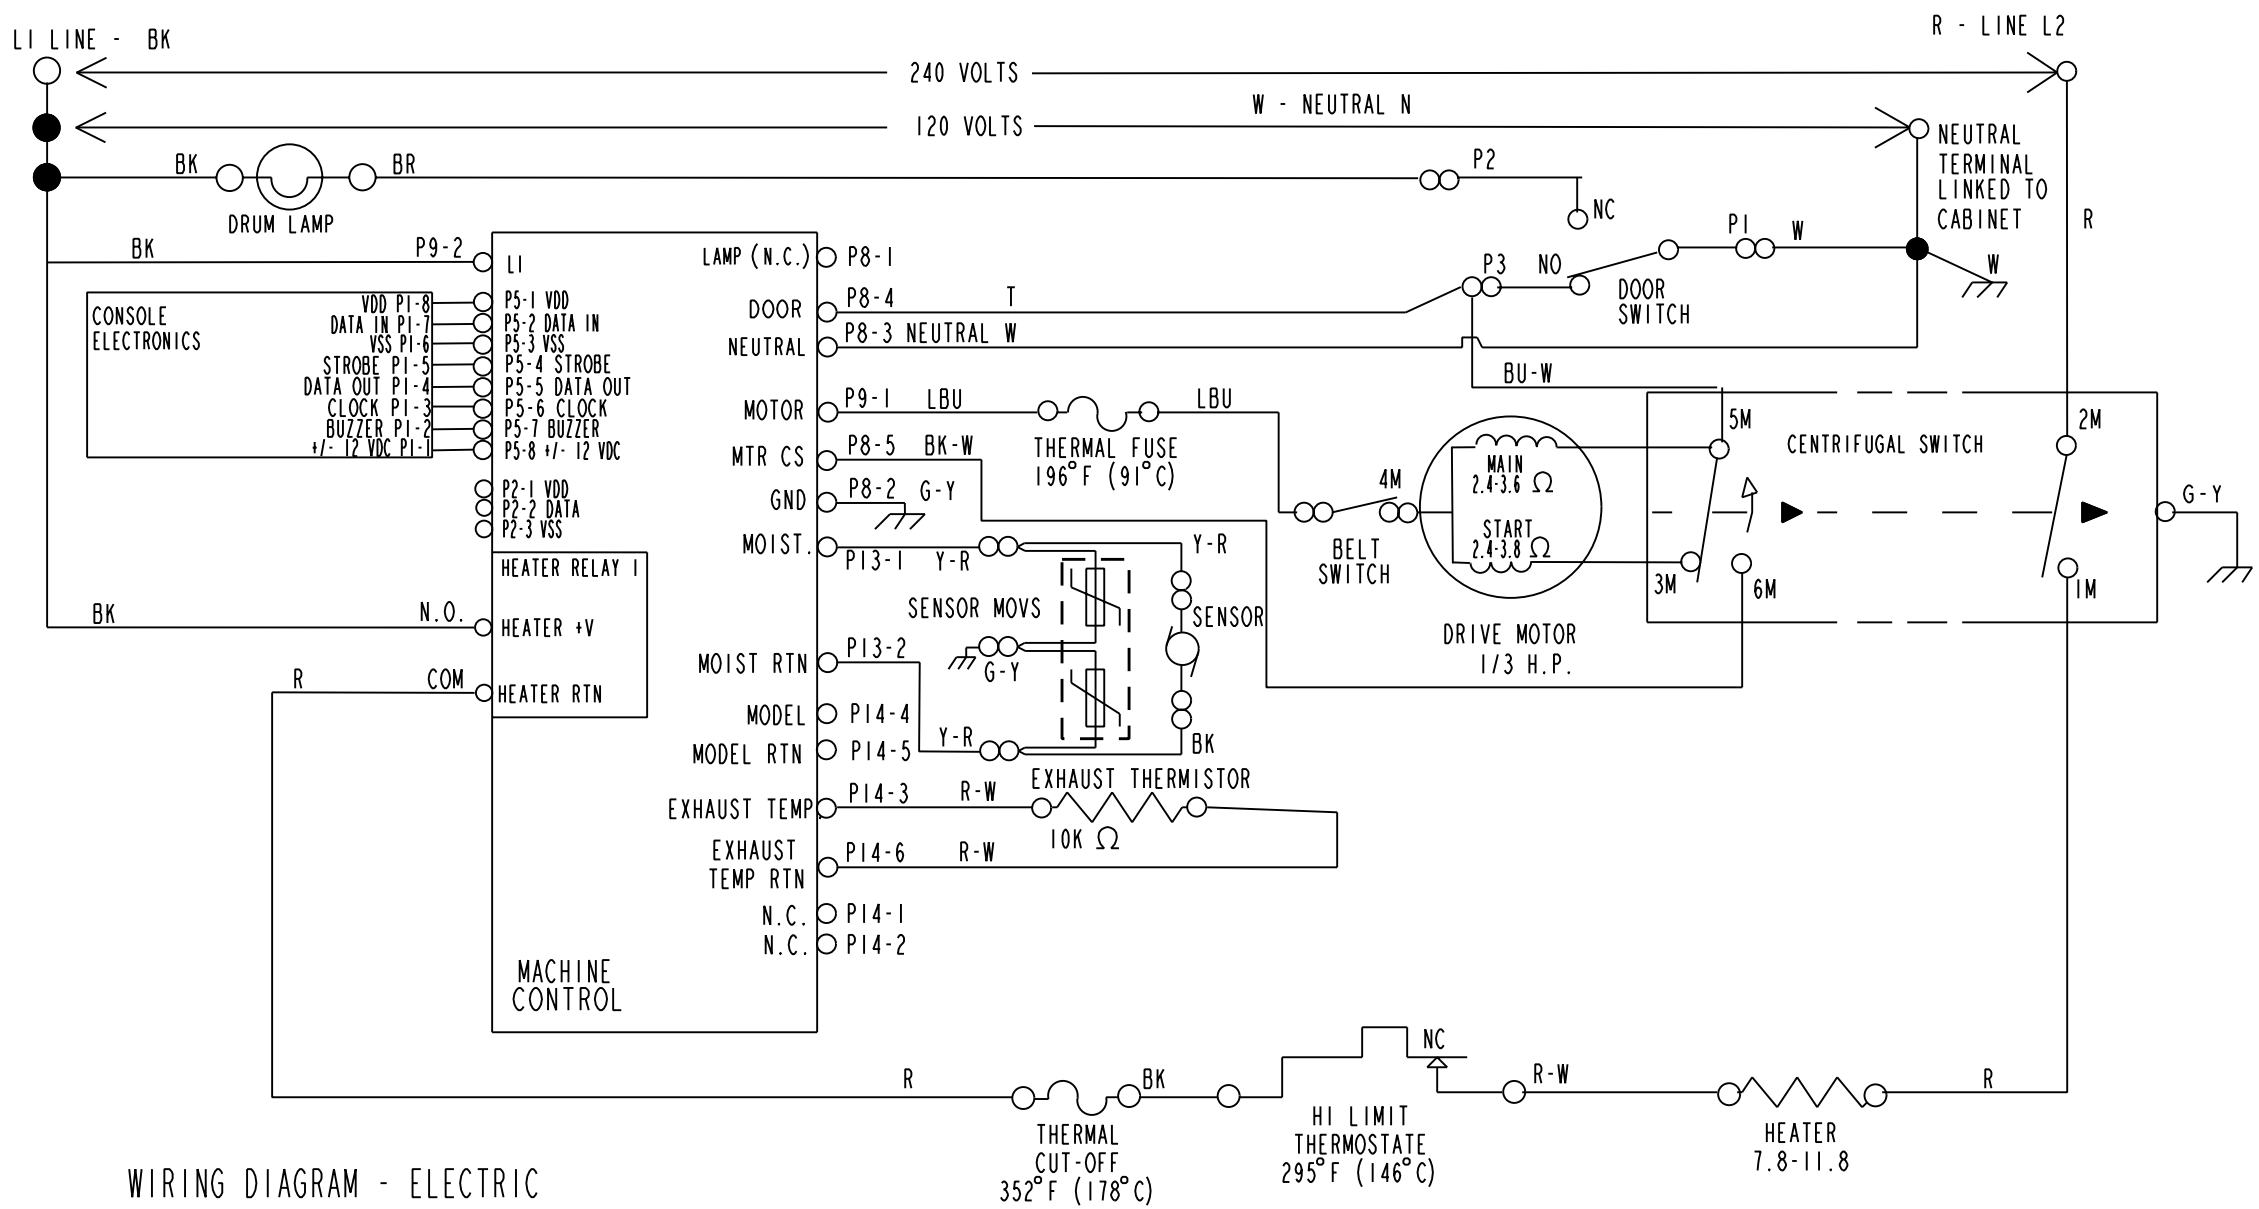 LI LINE - BK
R - LINE L2
240 VOLTS
W - NEUTRAL N
120 VOLTS
NEUTRAL
TERMINAL
LINKED TO
CABINET
BK
BR
P2
DRUM LAMP
NC
R
P1
W
W
BK
P9-2
LI
LAMP (N.C.)
P8-1
P3
NO
DOOR
SWITCH
CONSOLE
ELECTRONICS
VDD P1-8
P5-1 VDD
DATA IN P1-7
P5-2 DATA IN
VSS P1-6
P5-3 VSS
STROBE P1-5
P5-4 STROBE
DATA OUT P1-4
P5-5 DATA OUT
CLOCK P1-3
P5-6 CLOCK
BUZZER P1-2
P5-7 BUZZER
+/- 12 VDC P1-1
P5-8 +/- 12 VDC
P2-1 VDD
P2-2 DATA
P2-3 VSS
DOOR
P8-4
T
NEUTRAL
P8-3 NEUTRAL W
BU-W
MOTOR
P9-1
LBU
LBU
THERMAL FUSE
196°F (91°C)
MTR CS
P8-5
BK-W
GND
P8-2
G-Y
MOIST.
P13-1
Y-R
Y-R
4M
BELT
SWITCH
MAIN
2.4-3.6 Ω
START
2.4-3.8 Ω
DRIVE MOTOR
1/3 H.P.
5M
CENTRIFUGAL SWITCH
2M
G-Y
3M
6M
1M
HEATER RELAY 1
SENSOR MOVS
SENSOR
BK
N.O.
HEATER +V
R
COM
HEATER RTN
MOIST RTN
P13-2
G-Y
MODEL
P14-4
MODEL RTN
P14-5
Y-R
BK
EXHAUST THERMISTOR
EXHAUST TEMP.
P14-3
R-W
10K Ω
EXHAUST
TEMP RTN
P14-6
R-W
N.C.
P14-1
N.C.
P14-2
MACHINE
CONTROL
R
BK
NC
R-W
R
THERMAL
CUT-OFF
352°F (178°C)
HI LIMIT
THERMOSTATE
295°F (146°C)
HEATER
7.8-11.8
WIRING DIAGRAM - ELECTRIC